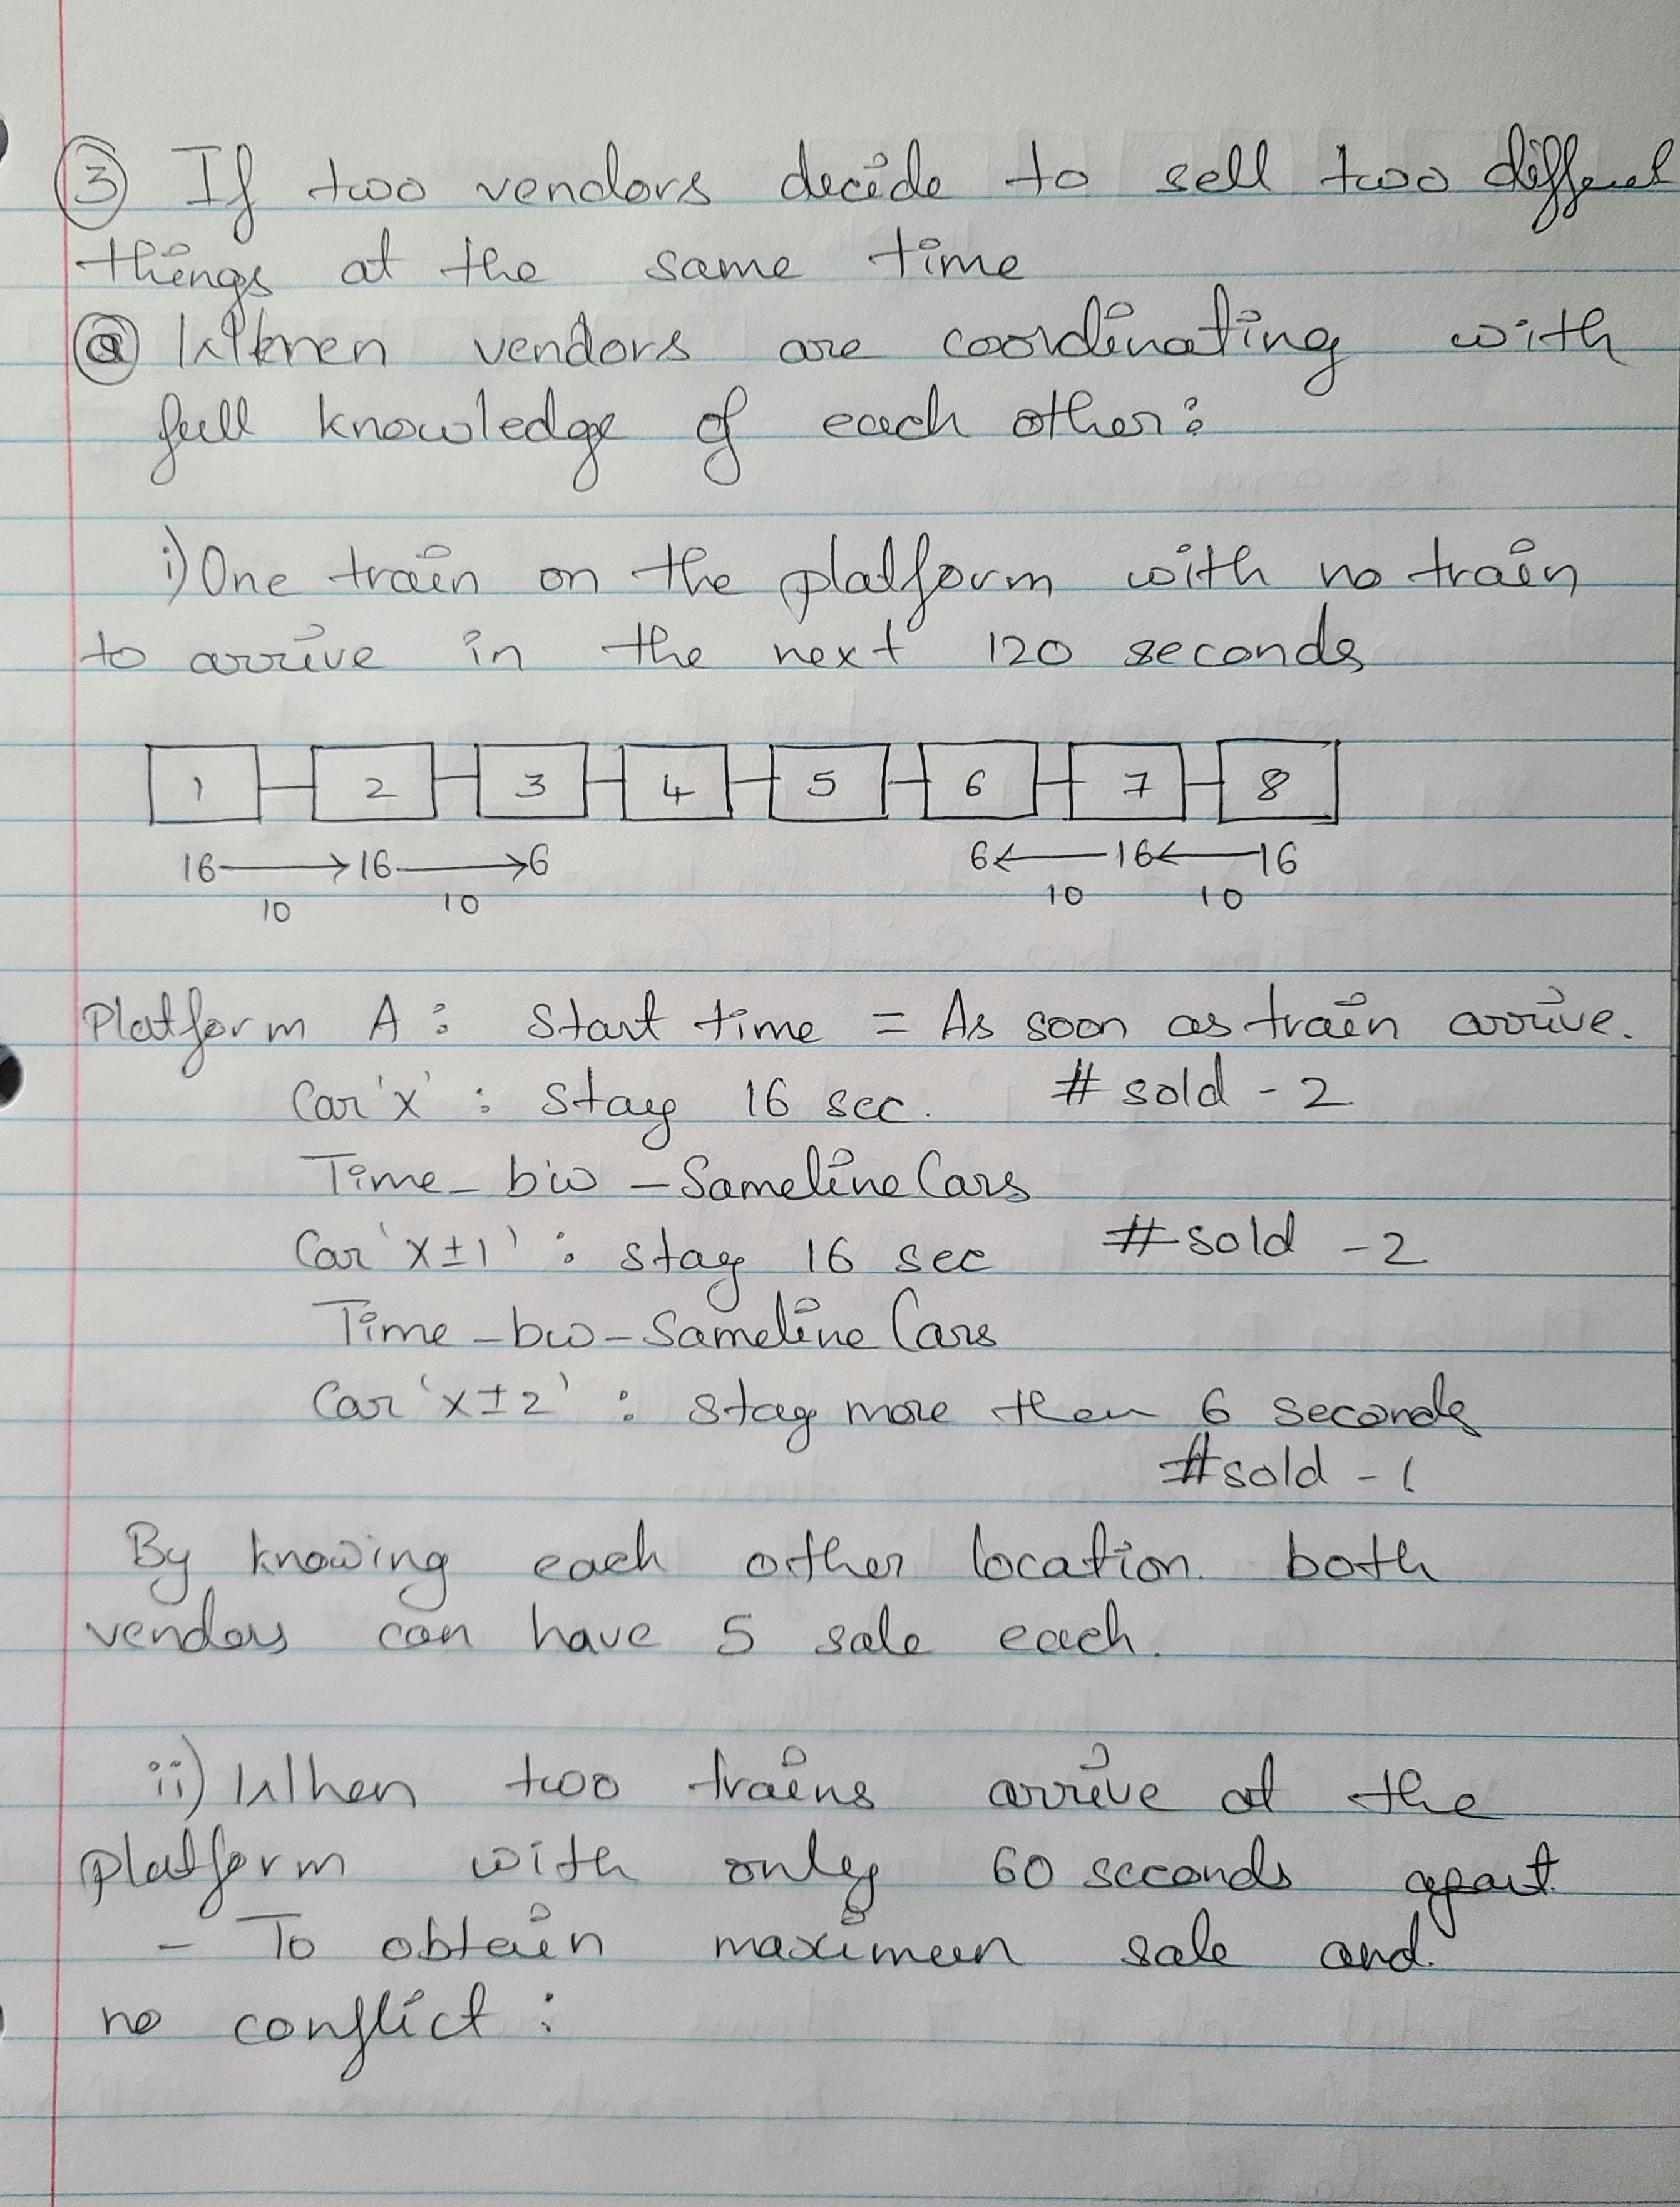 ③ If two vendors decide to sell two different
things at the same time
ⓐ When vendors are coordinating with
full knowledge of each other:
i) One train on the platform with no train
to arrive in the next 120 seconds
1 2 3 4 5 6 7 8
16 → 16 → 6 6 ← 16 ← 16
10 10 10 10
Platform A : Start time = As soon as train arrive.
Car 'x' : stay 16 sec. # sold - 2
Time - bw - Sameline Cars
Car 'x±1' : stay 16 sec # sold - 2
Time - bw - Sameline Cars
Car 'x±2' : stay more than 6 seconds
# sold - 1
By knowing each other location. both
vendors can have 5 sale each.
ii) When two trains arrive at the
platform with only 60 seconds apart.
- To obtain maximum sale and.
no conflict :